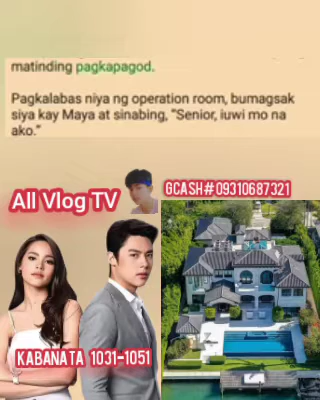 matinding pagkapagod.
Pagkalabas niya ng operation room, bumagsak
siya kay Maya at sinabing, “Senior, iuwi mo na
ako.”
All Vlog TV
GCASH#09310687321
KABANATA 1031-1051